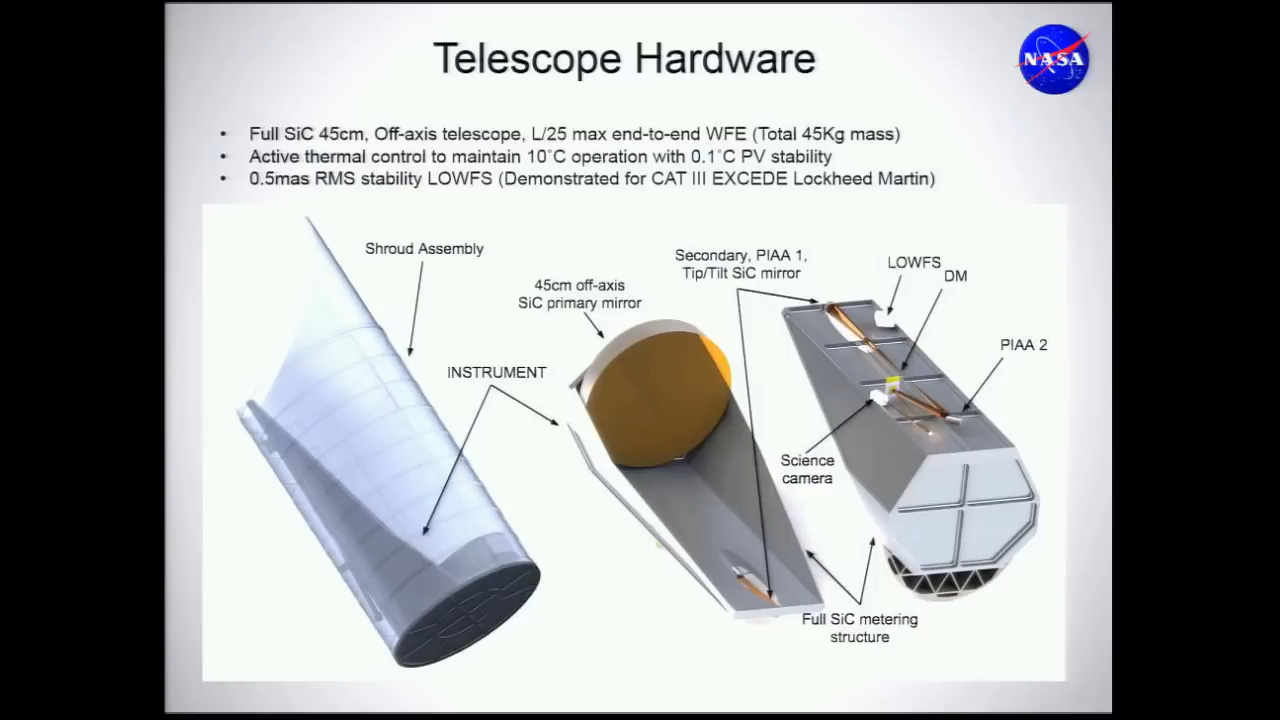 Telescope Hardware
NASA
• Full SiC 45cm, Off-axis telescope, L/25 max end-to-end WFE (Total 45Kg mass)
• Active thermal control to maintain 10˚C operation with 0.1˚C PV stability
• 0.5mas RMS stability LOWFS (Demonstrated for CAT III EXCEDE Lockheed Martin)
Shroud Assembly
45cm off-axis
SiC primary mirror
Secondary, PIAA 1,
Tip/Tilt SiC mirror
LOWFS
DM
PIAA 2
INSTRUMENT
Science
camera
Full SiC metering
structure